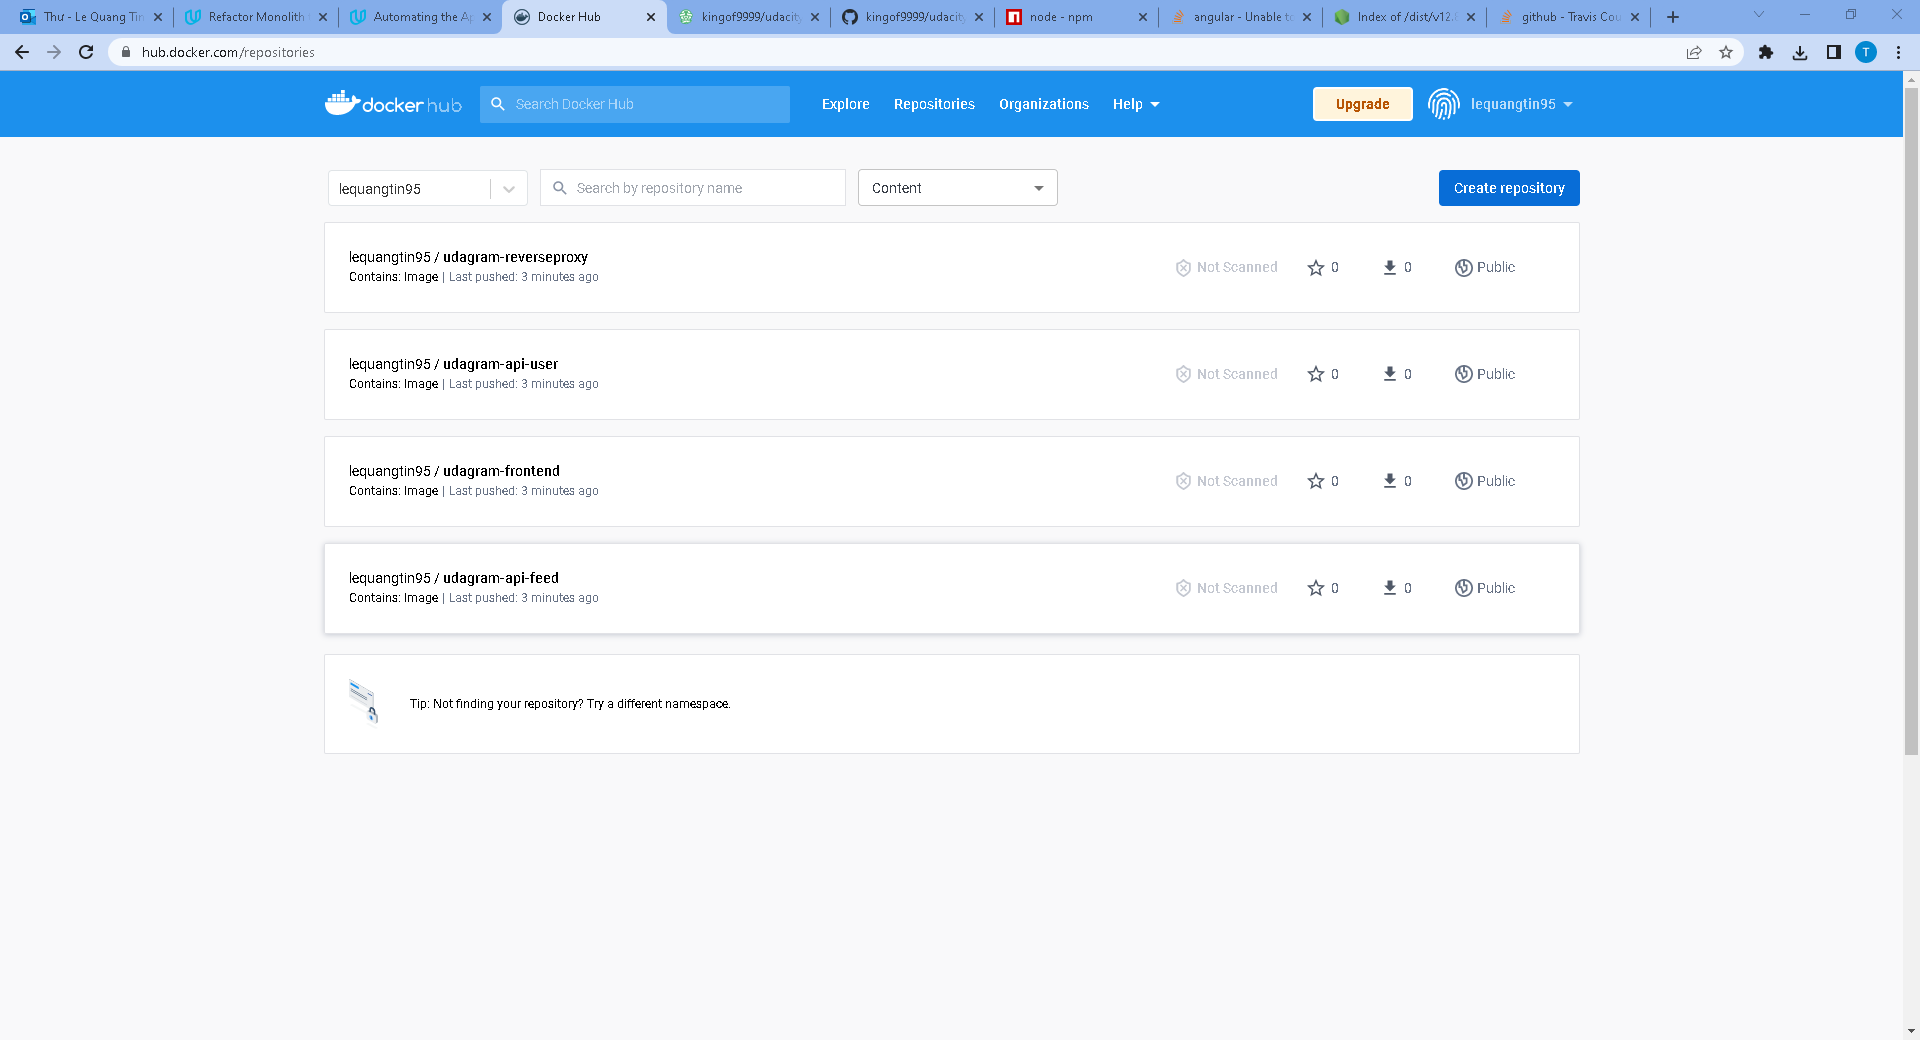 Thư - Le Quang Tin
Refactor Monolith
Automating the Ap
Docker Hub
kingof9999/udacity
kingof9999/udacity
node - npm
angular - Unable to
Index of /dist/v12.
github - Travis Cou
hub.docker.com/repositories
T
docker hub
Search Docker Hub
Explore
Repositories
Organizations
Help
Upgrade
lequangtin95
lequangtin95
Search by repository name
Content
Create repository
lequangtin95 / udagram-reverseproxy
Contains: Image | Last pushed: 3 minutes ago
Not Scanned
0
0
Public
lequangtin95 / udagram-api-user
Contains: Image | Last pushed: 3 minutes ago
Not Scanned
0
0
Public
lequangtin95 / udagram-frontend
Contains: Image | Last pushed: 3 minutes ago
Not Scanned
0
0
Public
lequangtin95 / udagram-api-feed
Contains: Image | Last pushed: 3 minutes ago
Not Scanned
0
0
Public
Tip: Not finding your repository? Try a different namespace.